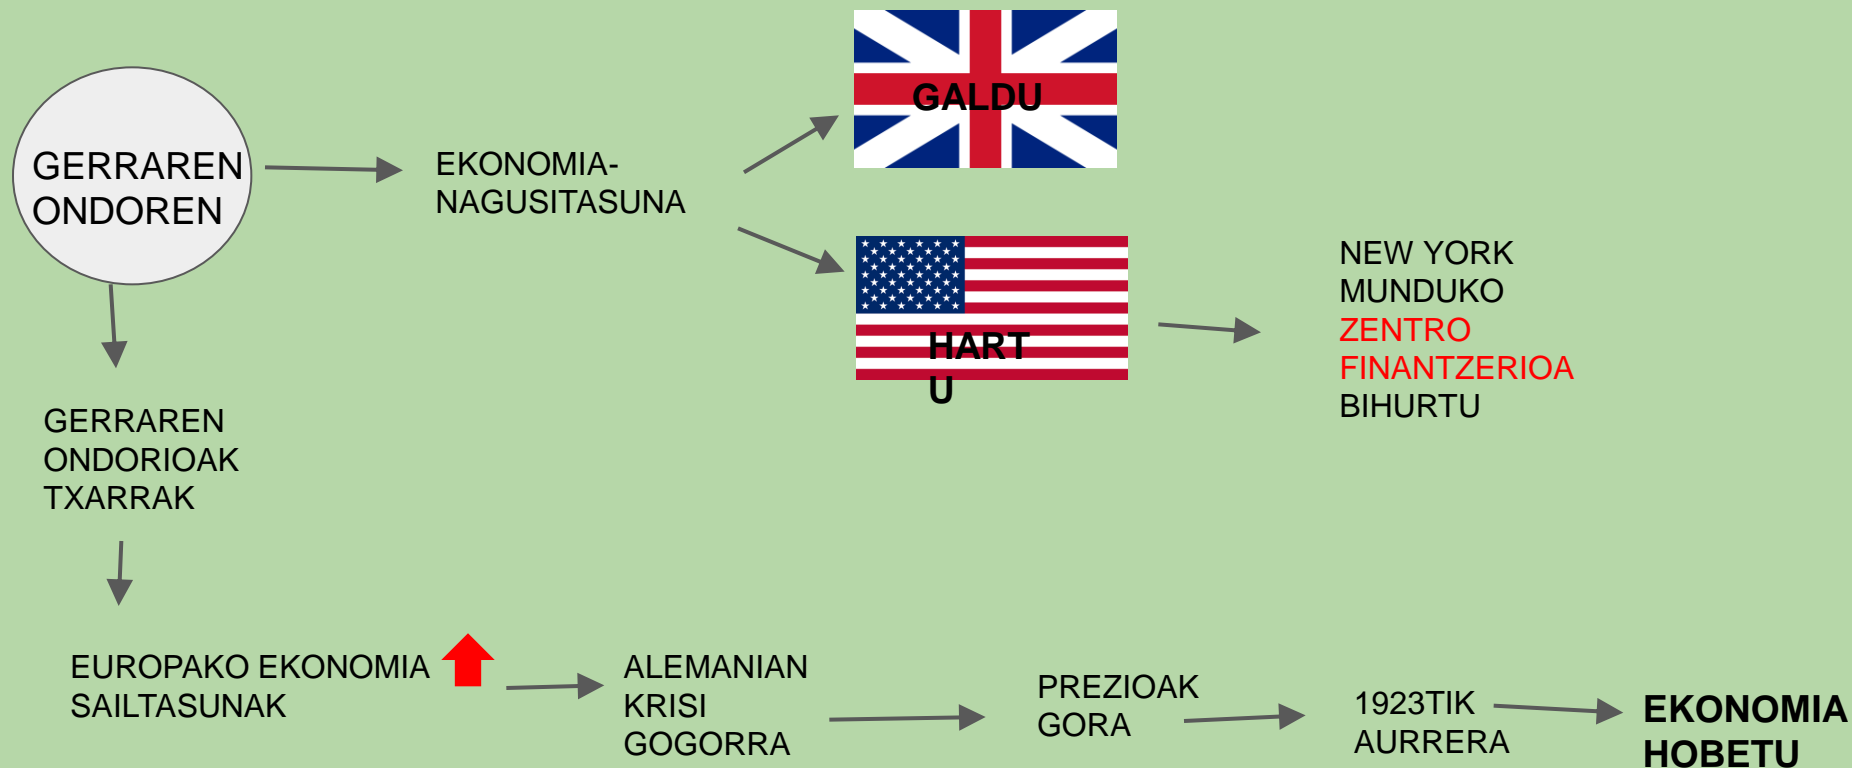 GERRAREN
ONDOREN
EKONOMIA-
NAGUSITASUNA
GALDU
HART
U
NEW YORK
MUNDUKO
ZENTRO
FINANTZERIOA
BIHURTU
GERRAREN
ONDORIOAK
TXARRAK
EUROPAKO EKONOMIA
SAILTASUNAK
ALEMANIAN
KRISI
GOGORRA
PREZIOAK
GORA
1923TIK
AURRERA
EKONOMIA
HOBETU